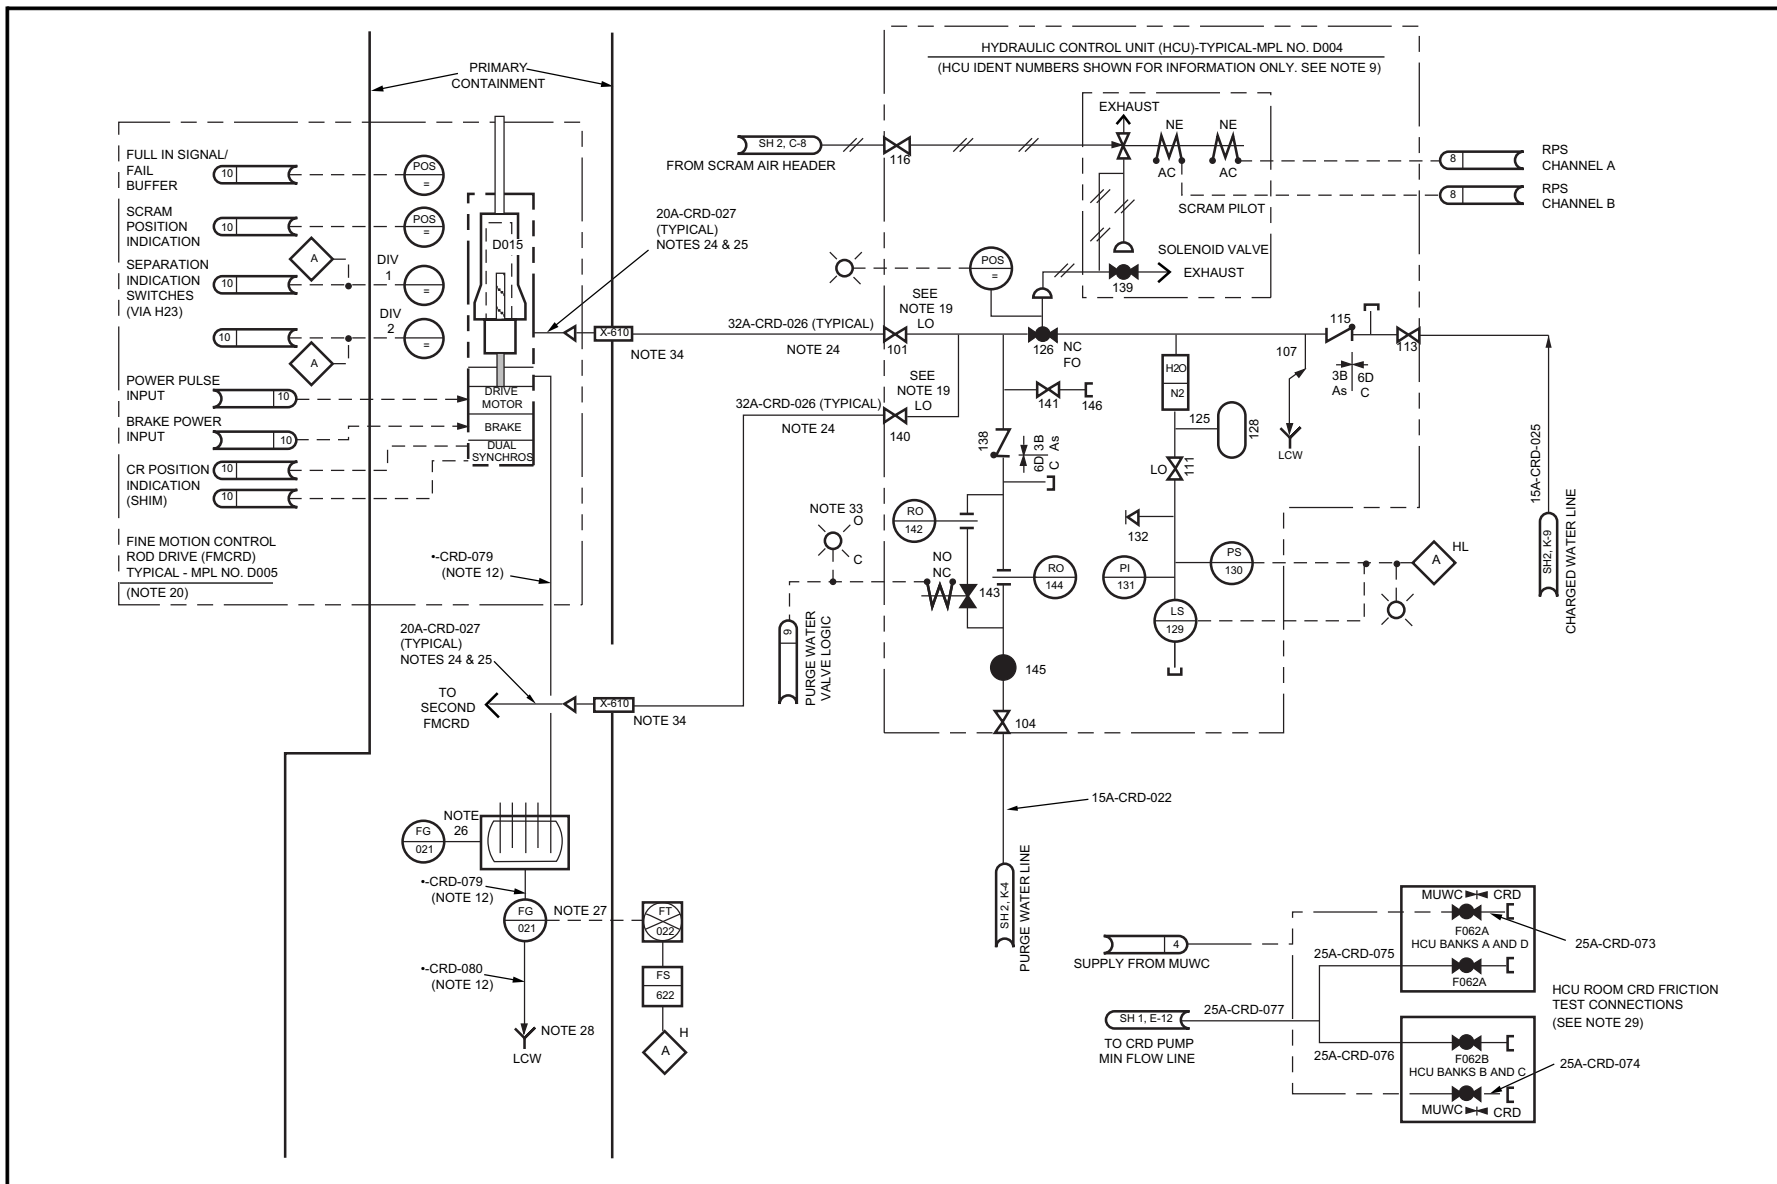 HYDRAULIC CONTROL UNIT (HCU)-TYPICAL-MPL NO. D004
(HCU IDENT NUMBERS SHOWN FOR INFORMATION ONLY. SEE NOTE 9)
PRIMARY
CONTAINMENT
FULL IN SIGNAL/
FAIL
BUFFER
10
POS
=
SCRAM
POSITION
INDICATION
10
POS
=
SEPARATION
INDICATION
SWITCHES
(VIA H23)
10
A
DIV
1
=
10
A
DIV
2
=
POWER PULSE
INPUT
10
BRAKE POWER
INPUT
10
CR POSITION
INDICATION
(SHIM)
10
10
D015
DRIVE
MOTOR
BRAKE
DUAL
SYNCHROS
FINE MOTION CONTROL
ROD DRIVE (FMCRD)
TYPICAL - MPL NO. D005
(NOTE 20)
20A-CRD-027
(TYPICAL)
NOTES 24 & 25
X-610
NOTE 34
32A-CRD-026 (TYPICAL)
NOTE 24
32A-CRD-026 (TYPICAL)
NOTE 24
•-CRD-079
(NOTE 12)
20A-CRD-027
(TYPICAL)
NOTES 24 & 25
TO
SECOND
FMCRD
X-610
NOTE 34
FG
021
NOTE
26
•-CRD-079
(NOTE 12)
FG
021
NOTE 27
FT
022
FS
622
H
A
•-CRD-080
(NOTE 12)
NOTE 28
LCW
SH 2, C-8
FROM SCRAM AIR HEADER
116
EXHAUST
NE
NE
AC
AC
SCRAM PILOT
SOLENOID VALVE
EXHAUST
139
8
RPS
CHANNEL A
8
RPS
CHANNEL B
POS
=
SEE
NOTE 19
LO
101
SEE
NOTE 19
LO
140
126
NC
FO
141
146
138
6D 3B
C As
H2O
N2
125
128
LO
111
132
107
LCW
115
3B
As
6D
C
113
15A-CRD-025
SH2, K-9
CHARGED WATER LINE
NOTE 33
O
C
RO
142
NO
NC
143
RO
144
9
PURGE WATER
VALVE LOGIC
145
104
PI
131
PS
130
LS
129
A
HL
15A-CRD-022
SH 2, K-4
PURGE WATER LINE
4
SUPPLY FROM MUWC
SH 1, E-12
TO CRD PUMP
MIN FLOW LINE
25A-CRD-077
25A-CRD-075
25A-CRD-076
MUWC CRD
F062A
HCU BANKS A AND D
F062A
25A-CRD-073
HCU ROOM CRD FRICTION
TEST CONNECTIONS
(SEE NOTE 29)
F062B
HCU BANKS B AND C
MUWC CRD
25A-CRD-074